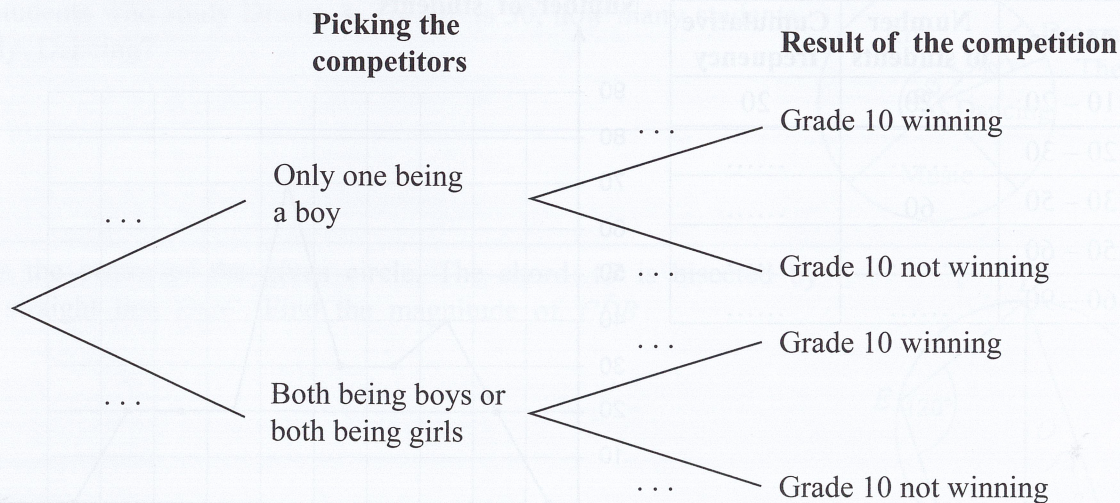 Picking the
competitors
Result of the competition
. . .
Grade 10 winning
Only one being
a boy
. . .
. . .
Grade 10 not winning
. . .
Grade 10 winning
. . .
Both being boys or
both being girls
. . .
Grade 10 not winning